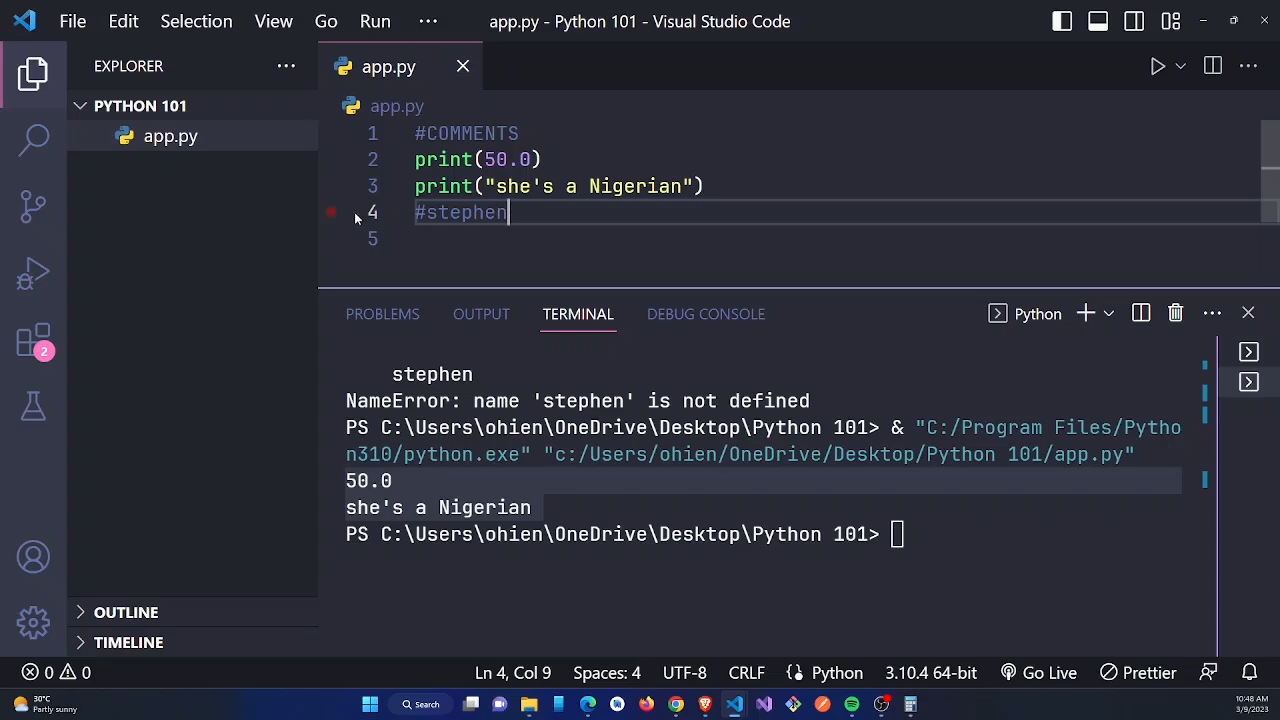 File Edit Selection View Go Run ··· app.py - Python 101 - Visual Studio Code
EXPLORER ···
PYTHON 101
app.py
app.py
app.py
1 #COMMENTS
2 print(50.0)
3 print("she's a Nigerian")
4 #stephen
5
PROBLEMS OUTPUT TERMINAL DEBUG CONSOLE Python ···
stephen
NameError: name 'stephen' is not defined
PS C:\Users\ohien\OneDrive\Desktop\Python 101> & "C:/Program Files/Pytho
n310/python.exe" "c:/Users/ohien/OneDrive/Desktop/Python 101/app.py"
50.0
she's a Nigerian
PS C:\Users\ohien\OneDrive\Desktop\Python 101>
2
OUTLINE
TIMELINE
0 0 Ln 4, Col 9 Spaces: 4 UTF-8 CRLF {} Python 3.10.4 64-bit Go Live Prettier
30°C
Partly sunny
Search
10:48 AM
3/9/2023